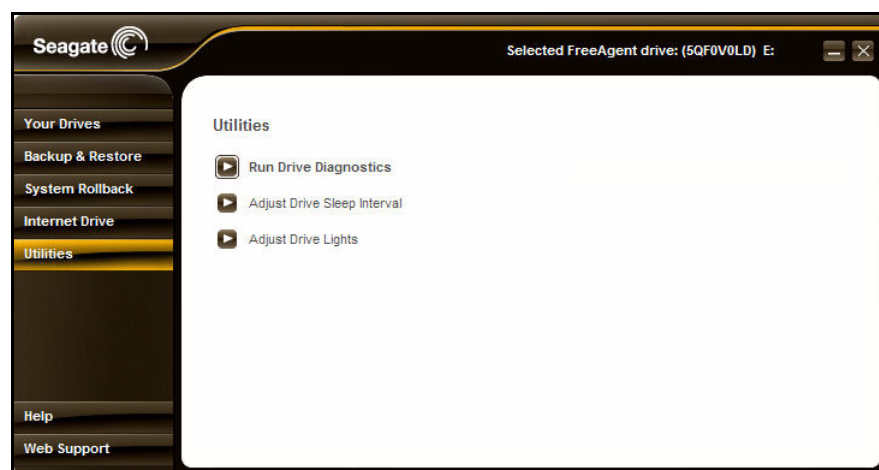 Seagate
Selected FreeAgent drive: (5QF0V0LD) E:
Your Drives
Backup & Restore
System Rollback
Internet Drive
Utilities
Help
Web Support
Utilities
Run Drive Diagnostics
Adjust Drive Sleep Interval
Adjust Drive Lights